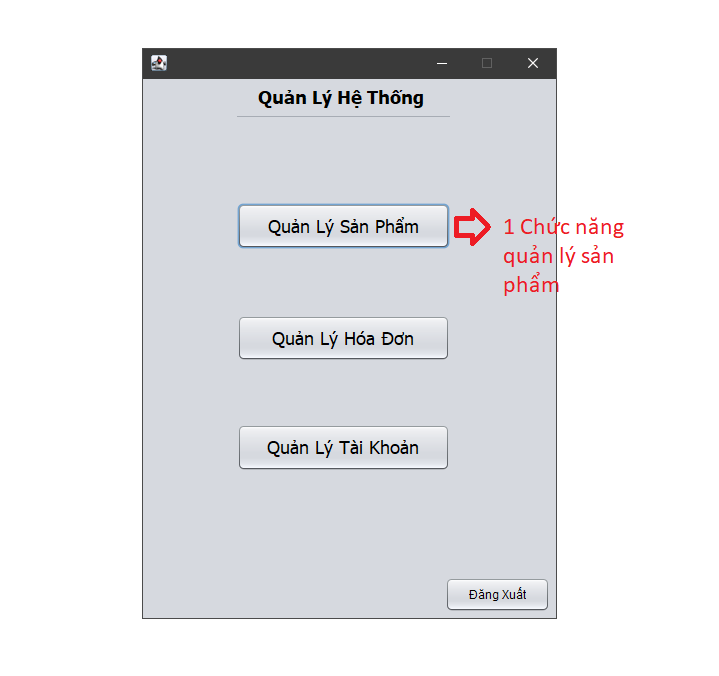 Quản Lý Hệ Thống
Quản Lý Sản Phẩm
1 Chức năng
quản lý sản
phẩm
Quản Lý Hóa Đơn
Quản Lý Tài Khoản
Đăng Xuất